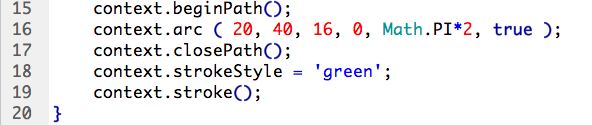 15 context.beginPath();
16 context.arc ( 20, 40, 16, 0, Math.PI*2, true );
17 context.closePath();
18 context.strokeStyle = 'green';
19 context.stroke();
20 }